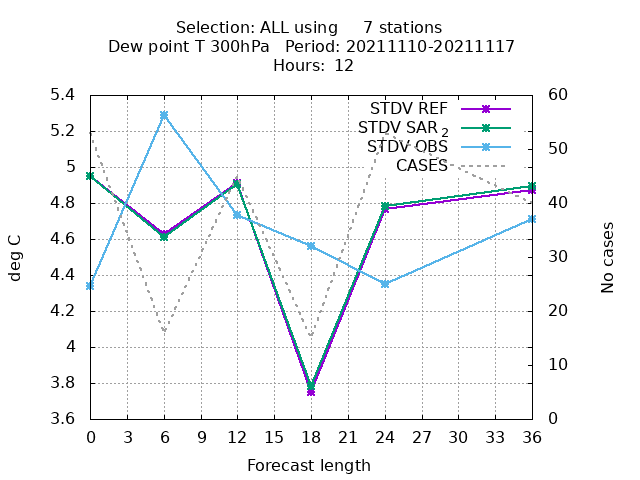 Selection: ALL using 7 stations
Dew point T 300hPa Period: 20211110-20211117
Hours: 12
5.4
5.2
5
4.8
4.6
4.4
4.2
4
3.8
3.6
60
50
40
30
20
10
0
STDV REF
STDV SAR2
STDV OBS
CASES
deg C
No cases
0 3 6 9 12 15 18 21 24 27 30 33 36
Forecast length